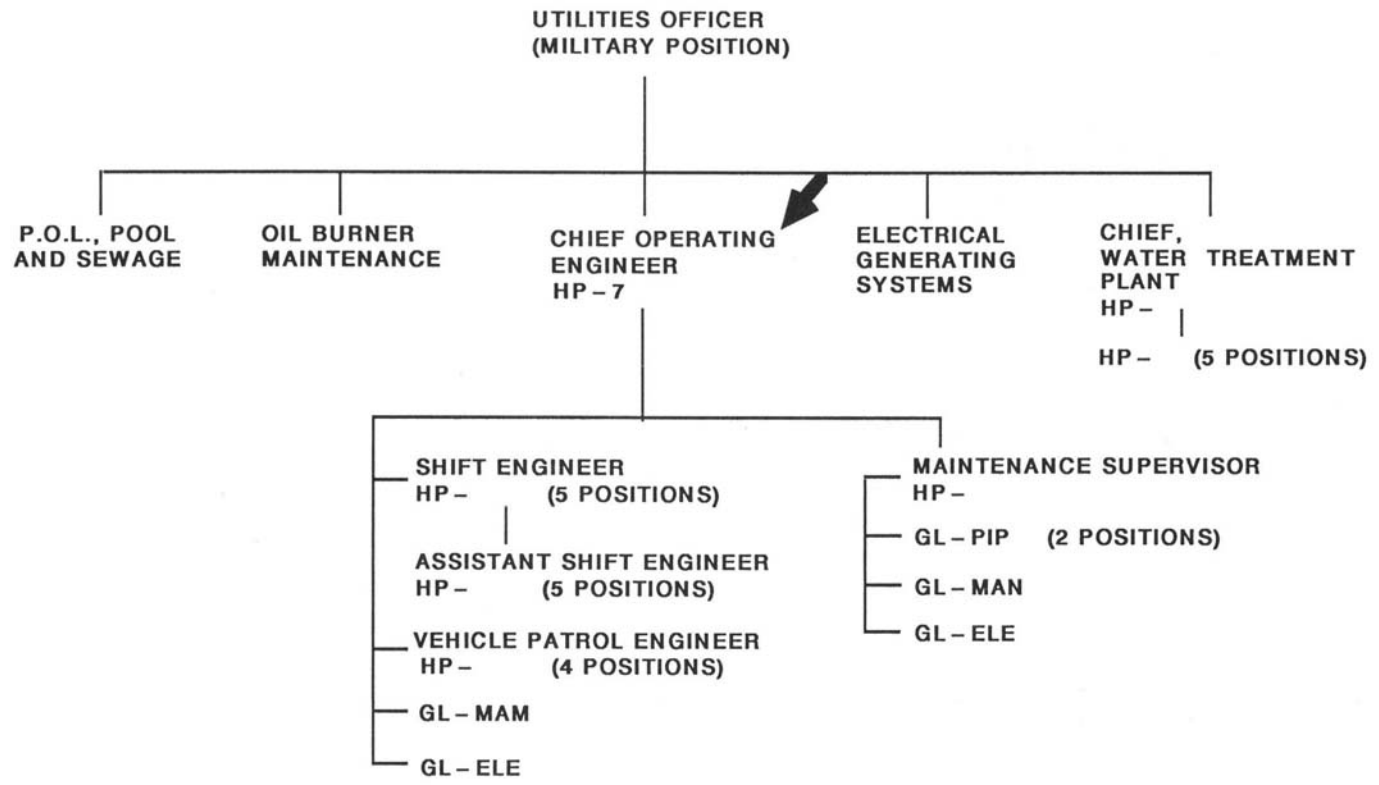 UTILITIES OFFICER
(MILITARY POSITION)
P.O.L., POOL
AND SEWAGE
OIL BURNER
MAINTENANCE
CHIEF OPERATING
ENGINEER
HP-7
ELECTRICAL
GENERATING
SYSTEMS
CHIEF,
WATER TREATMENT
PLANT
HP-
HP- (5 POSITIONS)
SHIFT ENGINEER
HP- (5 POSITIONS)
ASSISTANT SHIFT ENGINEER
HP- (5 POSITIONS)
VEHICLE PATROL ENGINEER
HP- (4 POSITIONS)
GL-MAM
GL-ELE
MAINTENANCE SUPERVISOR
HP-
GL-PIP (2 POSITIONS)
GL-MAN
GL-ELE